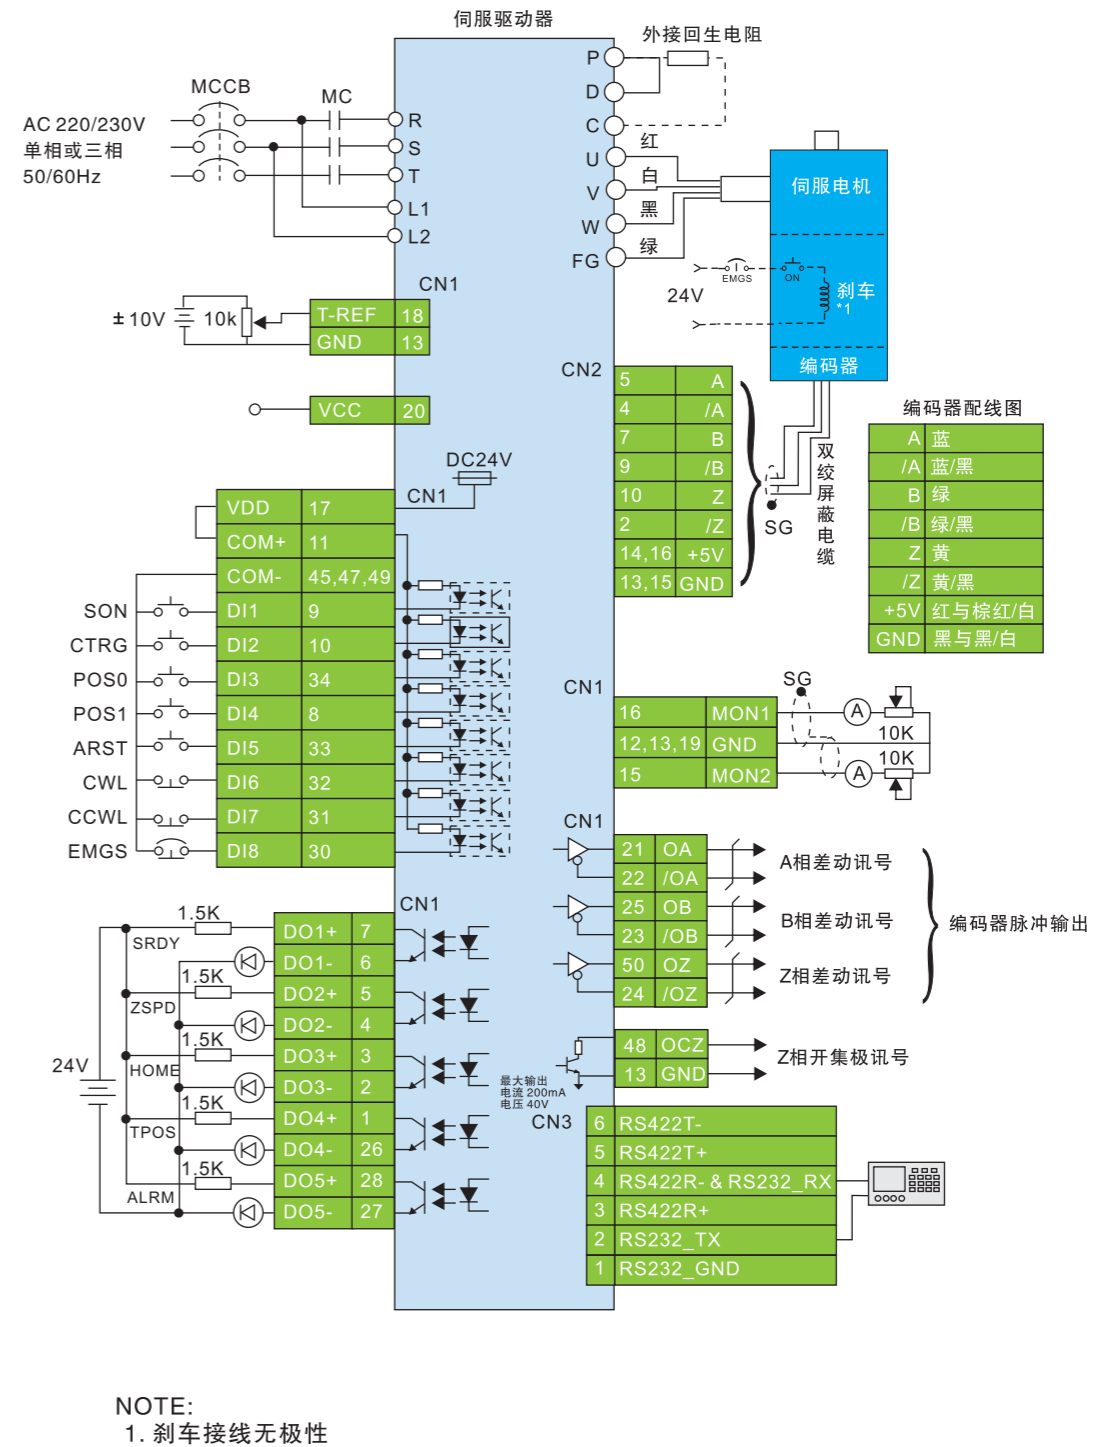 伺服驱动器
外接回生电阻
MCCB
MC
AC 220/230V
单相或三相
50/60Hz
R
S
T
L1
L2
P
D
C
U
V
W
FG
红
白
黑
绿
伺服电机
EMGS
ON
24V
刹车
*1
编码器
CN1
±10V
10k
T-REF 18
GND 13
VCC 20
CN2
5 A
4 /A
7 B
9 /B
10 Z
2 /Z
14,16 +5V
13,15 GND
SG
双绞屏蔽电缆
编码器配线图
A 蓝
/A 蓝/黑
B 绿
/B 绿/黑
Z 黄
/Z 黄/黑
+5V 红与棕红/白
GND 黑与黑/白
DC24V
CN1
VDD 17
COM+ 11
COM- 45,47,49
SON DI1 9
CTRG DI2 10
POS0 DI3 34
POS1 DI4 8
ARST DI5 33
CWL DI6 32
CCWL DI7 31
EMGS DI8 30
CN1
SG
16 MON1 A
10K
12,13,19 GND
10K
15 MON2 A
CN1
21 OA
22 /OA
A相差动讯号
25 OB
23 /OB
B相差动讯号
50 OZ
24 /OZ
Z相差动讯号
编码器脉冲输出
48 OCZ
13 GND
Z相开集极讯号
最大输出
电流 200mA
电压 40V
CN1
24V
1.5K
SRDY
DO1+ 7
DO1- 6
1.5K
ZSPD
DO2+ 5
DO2- 4
1.5K
HOME
DO3+ 3
DO3- 2
1.5K
TPOS
DO4+ 1
DO4- 26
1.5K
ALRM
DO5+ 28
DO5- 27
CN3
6 RS422T-
5 RS422T+
4 RS422R- & RS232_RX
3 RS422R+
2 RS232_TX
1 RS232_GND
NOTE:
1. 刹车接线无极性